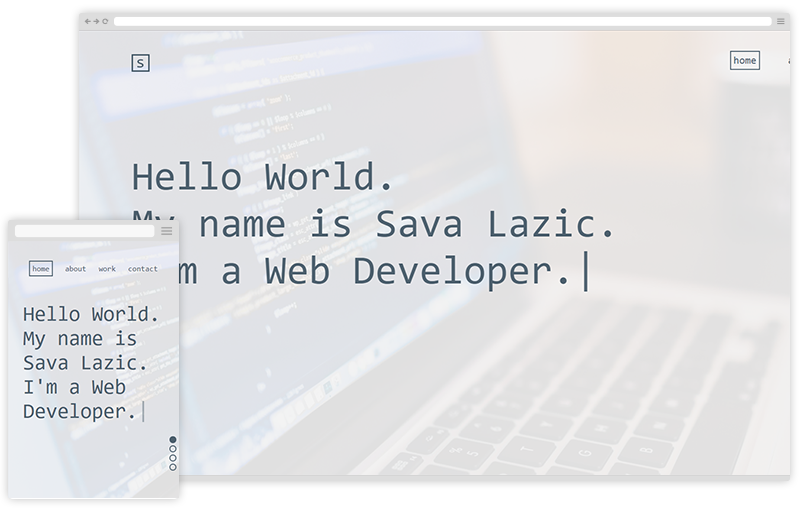 S
home
Hello World.
My name is Sava Lazic.
m a Web Developer.
home about work contact
Hello World.
My name is
Sava Lazic.
I'm a Web
Developer.